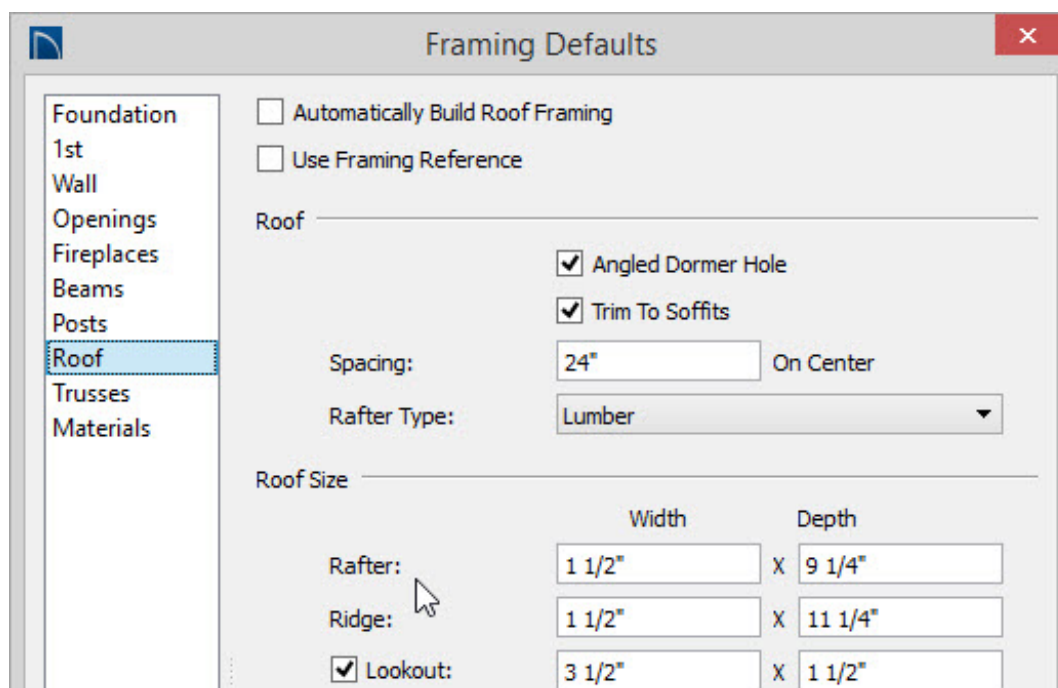 Framing Defaults
Foundation
1st
Wall
Openings
Fireplaces
Beams
Posts
Roof
Trusses
Materials
Automatically Build Roof Framing
Use Framing Reference
Roof
Angled Dormer Hole
Trim To Soffits
Spacing: 24" On Center
Rafter Type: Lumber
Roof Size
Width Depth
Rafter: 1 1/2" X 9 1/4"
Ridge: 1 1/2" X 11 1/4"
Lookout: 3 1/2" X 1 1/2"